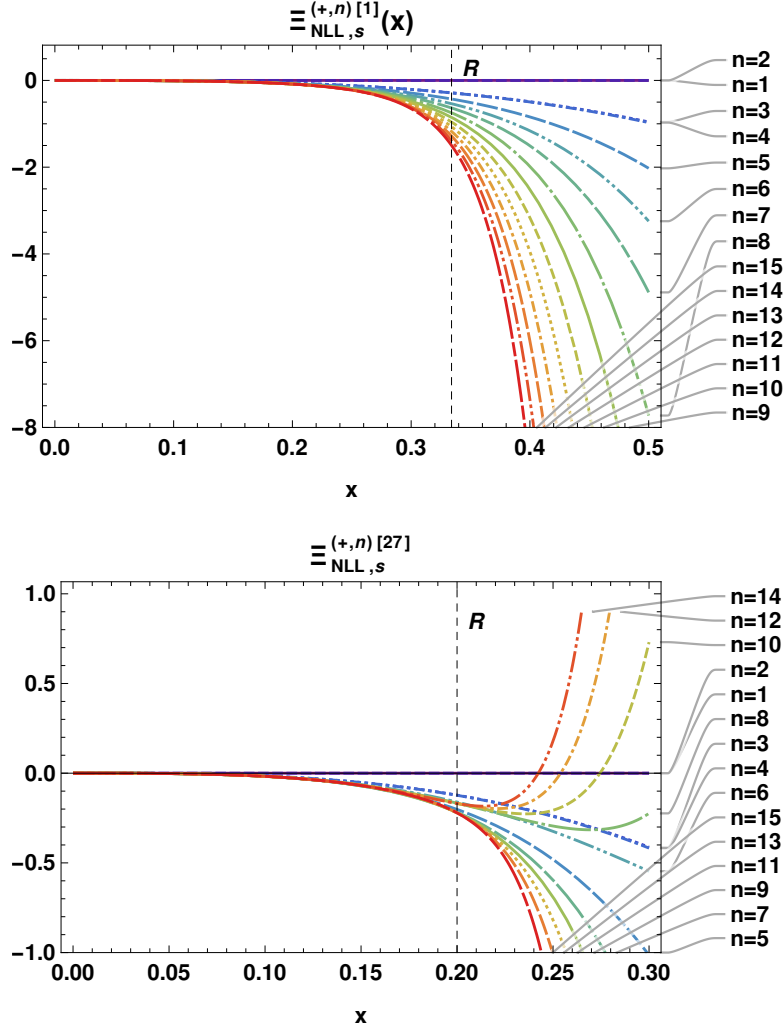 Ξ(+,n)[1]NLL,s(x)
R
0
−2
−4
−6
−8
0.0 0.1 0.2 0.3 0.4 0.5
x
n=2
n=1
n=3
n=4
n=5
n=6
n=7
n=8
n=15
n=14
n=13
n=12
n=11
n=10
n=9
Ξ(+,n)[27]NLL,s
R
1.0
0.5
0.0
−0.5
−1.0
0.00 0.05 0.10 0.15 0.20 0.25 0.30
x
n=14
n=12
n=10
n=2
n=1
n=8
n=3
n=4
n=6
n=15
n=13
n=11
n=9
n=7
n=5